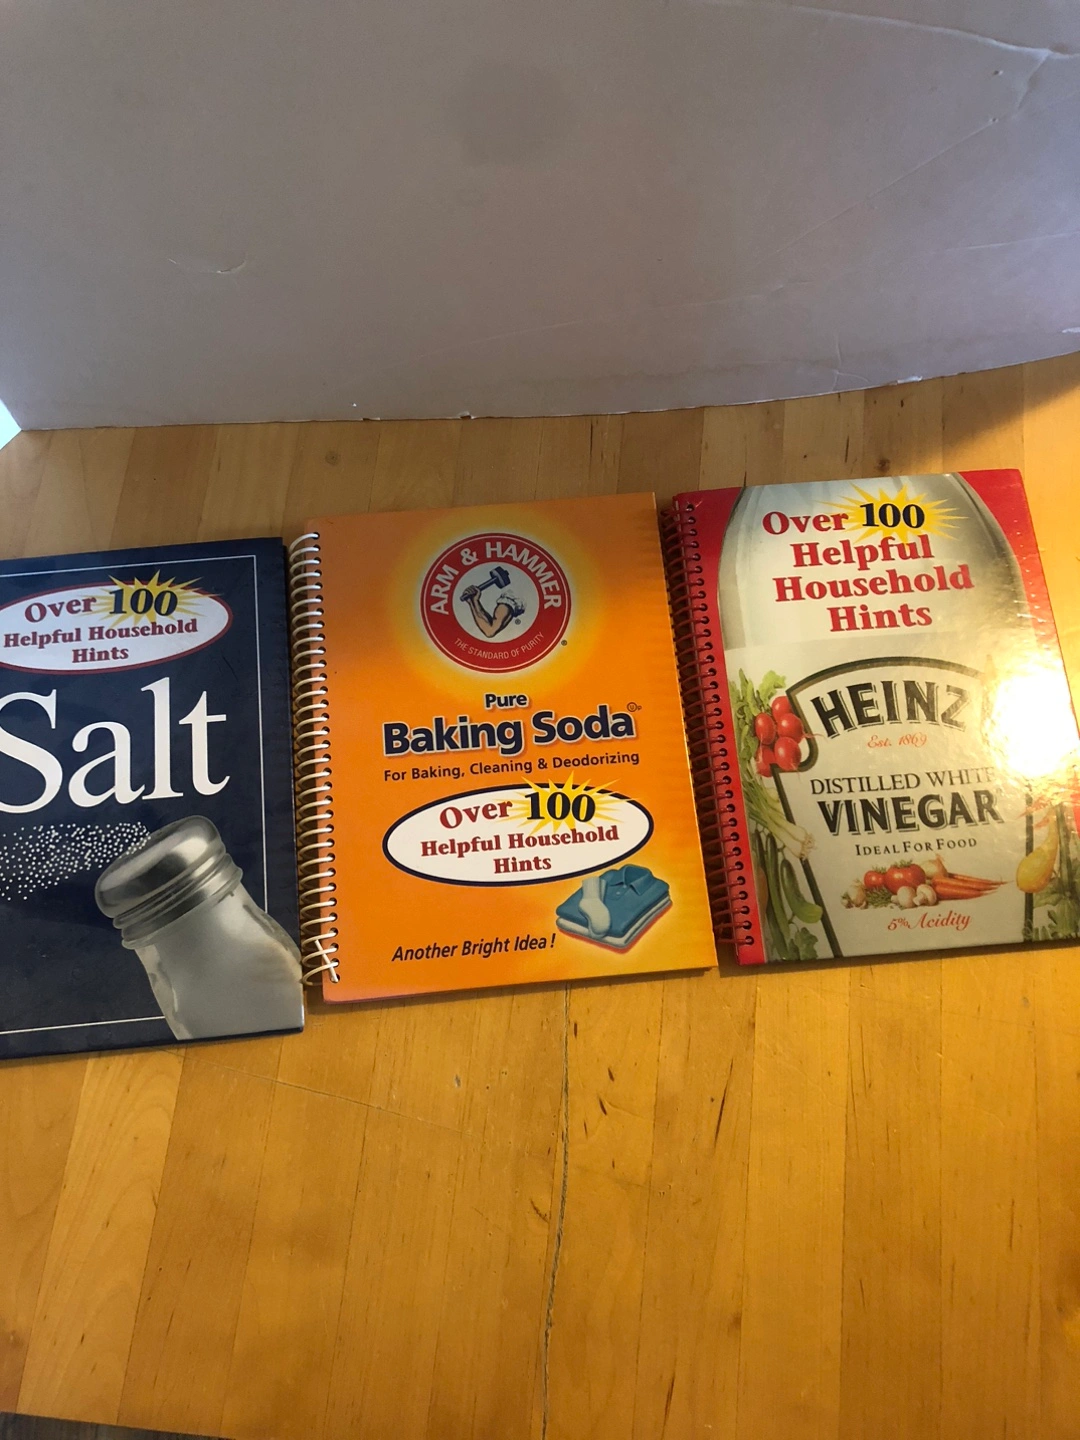 Over 100
Helpful Household
Hints
Salt
ARM & HAMMER
THE STANDARD OF PURITY
Pure
Baking Soda
For Baking, Cleaning & Deodorizing
Over 100
Helpful Household
Hints
Another Bright Idea!
Over 100
Helpful
Household
Hints
HEINZ
Est. 1869
DISTILLED WHITE
VINEGAR
IDEAL FOR FOOD
5% Acidity